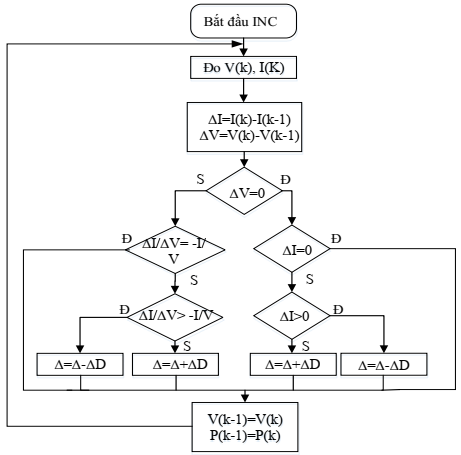 Bắt đầu INC
Đo V(k), I(K)
ΔI=I(k)-I(k-1)
ΔV=V(k)-V(k-1)
S
ΔV=0
Đ
Đ
ΔI/ΔV= -I/
V
S
ΔI=0
Đ
S
Đ
ΔI/ΔV> -I/V
S
ΔI>0
Đ
S
Δ=Δ-ΔD
Δ=Δ+ΔD
Δ=Δ+ΔD
Δ=Δ-ΔD
V(k-1)=V(k)
P(k-1)=P(k)